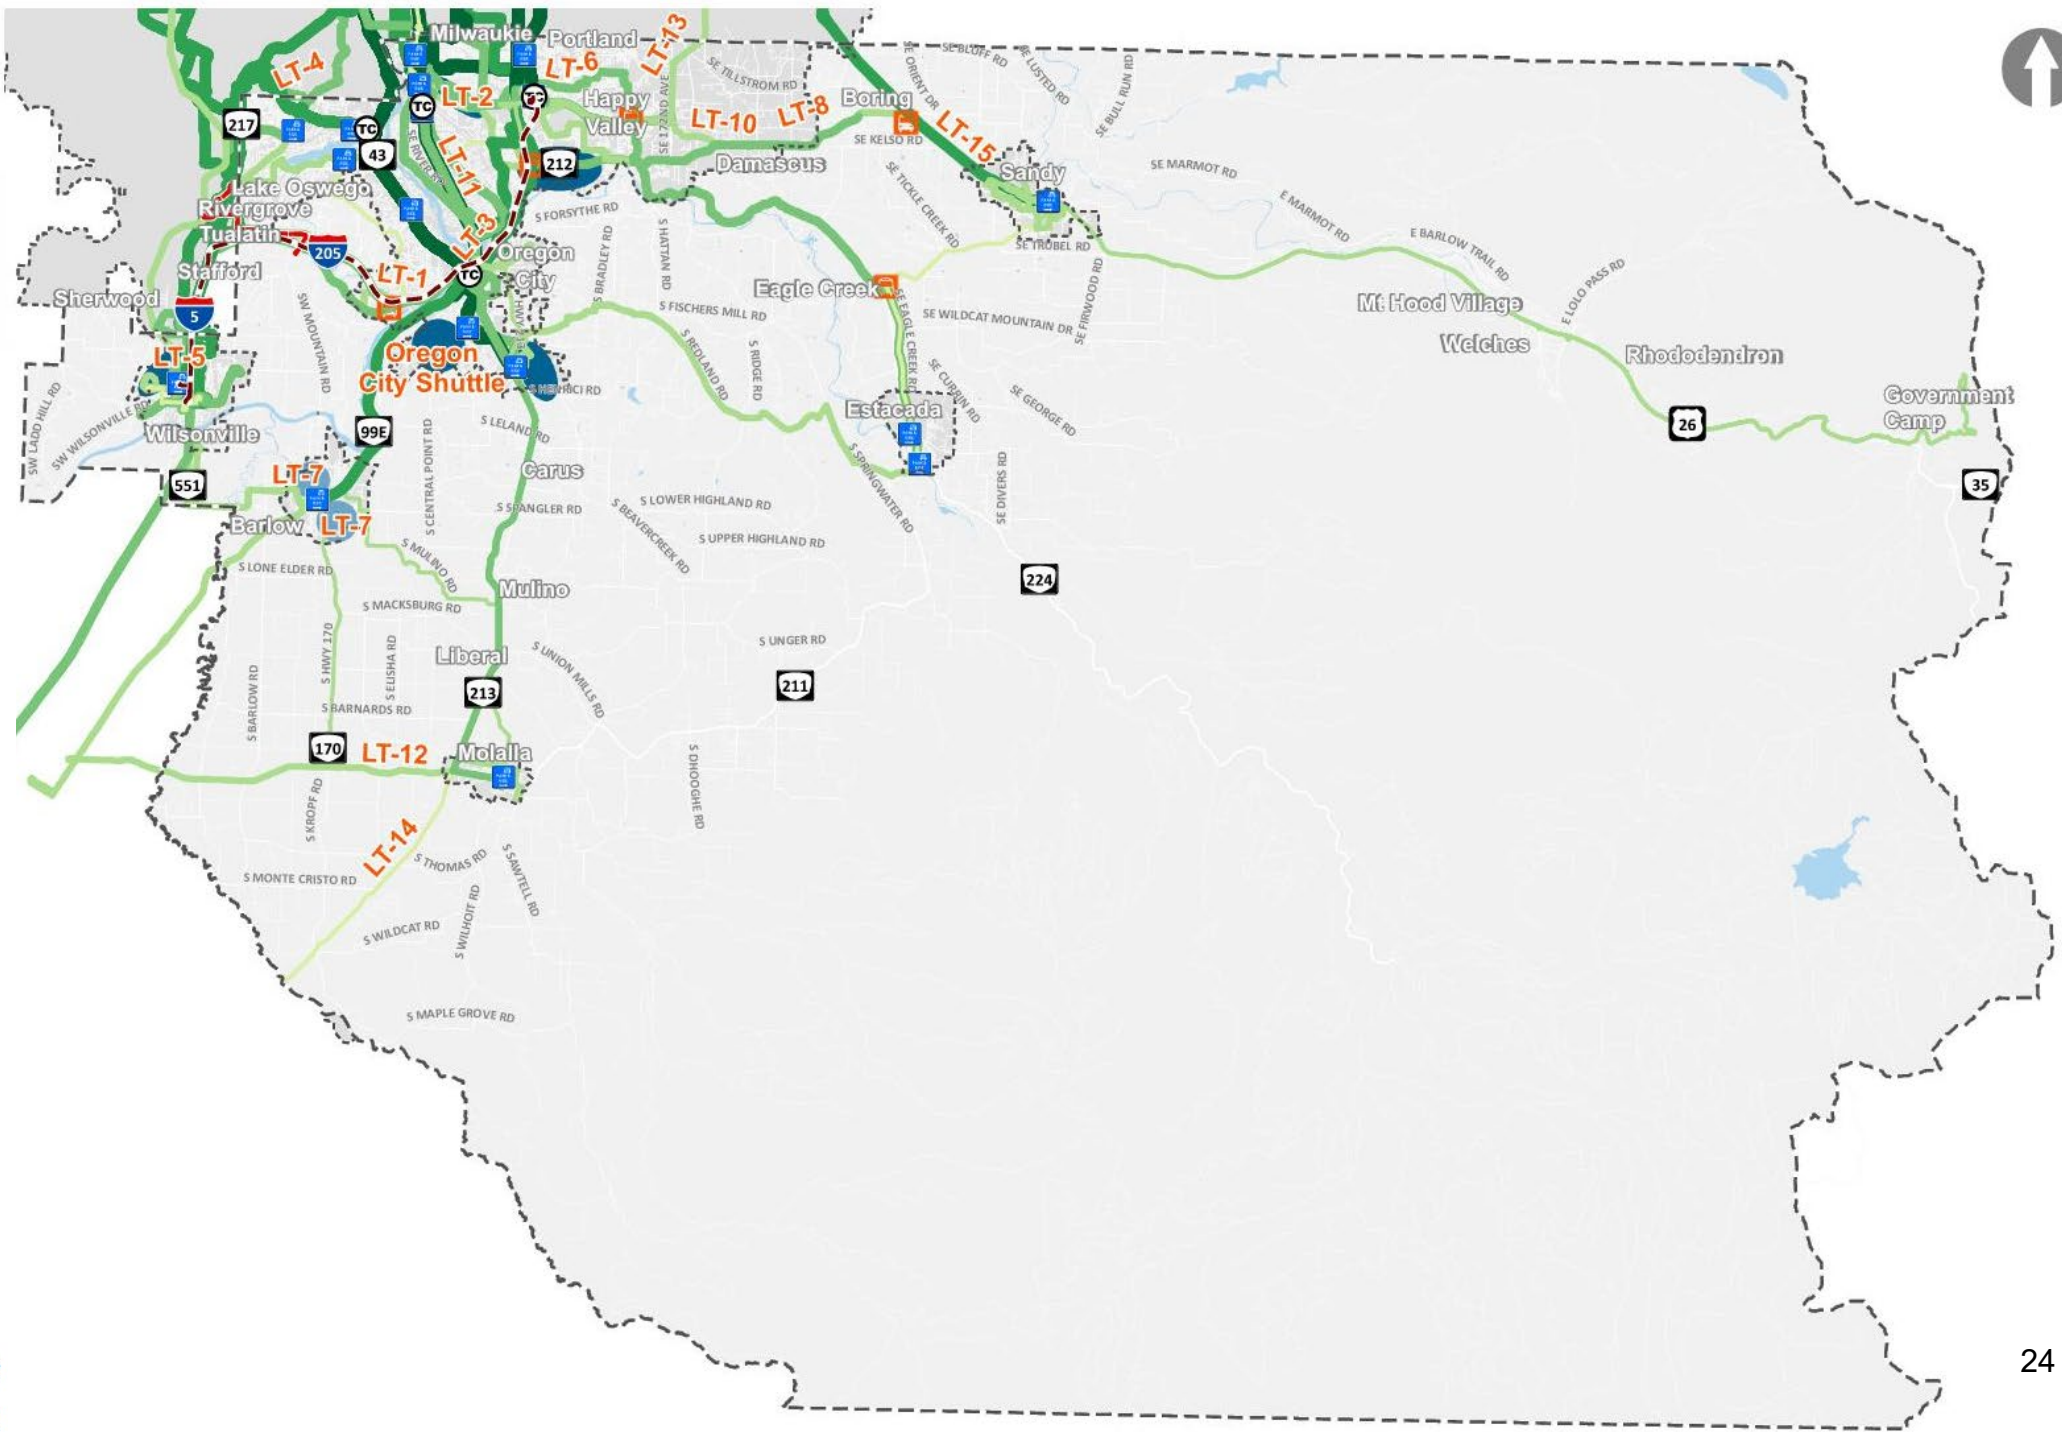 Milwaukie
Portland
LT-13
LT-4
LT-6
SE TILLSTROM RD
SE BLUFF RD
SE LUSTED RD
SE ORIENT DR
SE BULL RUN RD
TC
TC
LT-2
Happy
Valley
SE 172ND AVE
LT-10
LT-8
Boring
217
TC
43
SE RIVER RD
LT-11
212
Damascus
SE KELSO RD
LT-15
Sandy
SE MARMOT RD
Lake Oswego
Rivergrove
Tualatin
205
LT-3
S FORSYTHE RD
SE TICKLE CREEK RD
E MARMOT RD
E BARLOW TRAIL RD
SE TRUBEL RD
Stafford
LT-1
TC
Oregon
City
S BRADLEY RD
S HATTAN RD
Eagle Creek
SE FIRWOOD RD
E LOLO PASS RD
Sherwood
5
SW MOUNTAIN RD
S FISCHERS MILL RD
SE EAGLE CREEK RD
SE WILDCAT MOUNTAIN DR
Mt Hood Village
Welches
Rhododendron
LT-5
Oregon
City Shuttle
S HENRICI RD
S REDLAND RD
S RIDGE RD
SE CURRIN RD
SE GEORGE RD
Government
Camp
SW LADD HILL RD
SW WILSONVILLE RD
Wilsonville
99E
S CENTRAL POINT RD
S LELAND RD
Estacada
26
551
LT-7
Carus
S SPRINGWATER RD
SE DIVERS RD
35
Barlow
LT-7
S SPANGLER RD
S LOWER HIGHLAND RD
S BEAVERCREEK RD
S UPPER HIGHLAND RD
S LONE ELDER RD
S MULINO RD
224
Mulino
S MACKSBURG RD
S HWY 170
S ELISHA RD
Liberal
S UNION MILLS RD
S UNGER RD
S BARLOW RD
213
211
S BARNARDS RD
170
LT-12
Molalla
S DHOOGHE RD
S KROPF RD
LT-14
S THOMAS RD
S SAWTELL RD
S MONTE CRISTO RD
S WILDCAT RD
S WILHOIT RD
S MAPLE GROVE RD
24